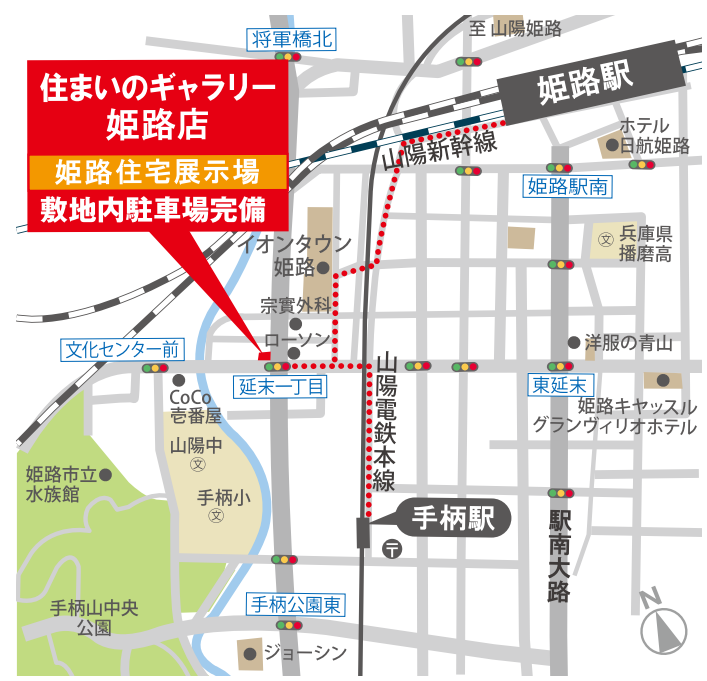 至 山陽姫路
将軍橋北
姫路駅
住まいのギャラリー
姫路店
姫路住宅展示場
敷地内駐車場完備
山陽新幹線
ホテル
日航姫路
姫路駅南
イオンタウン
姫路
文
兵庫県
播磨高
宗實外科
ローソン
文化センター前
延末一丁目
山陽電鉄本線
洋服の青山
東延末
CoCo
壱番屋
姫路キャッスル
グランヴィリオホテル
山陽中
文
姫路市立
水族館
手柄小
文
手柄駅
〒
駅南大路
手柄山中央
公園
手柄公園東
N
ジョーシン